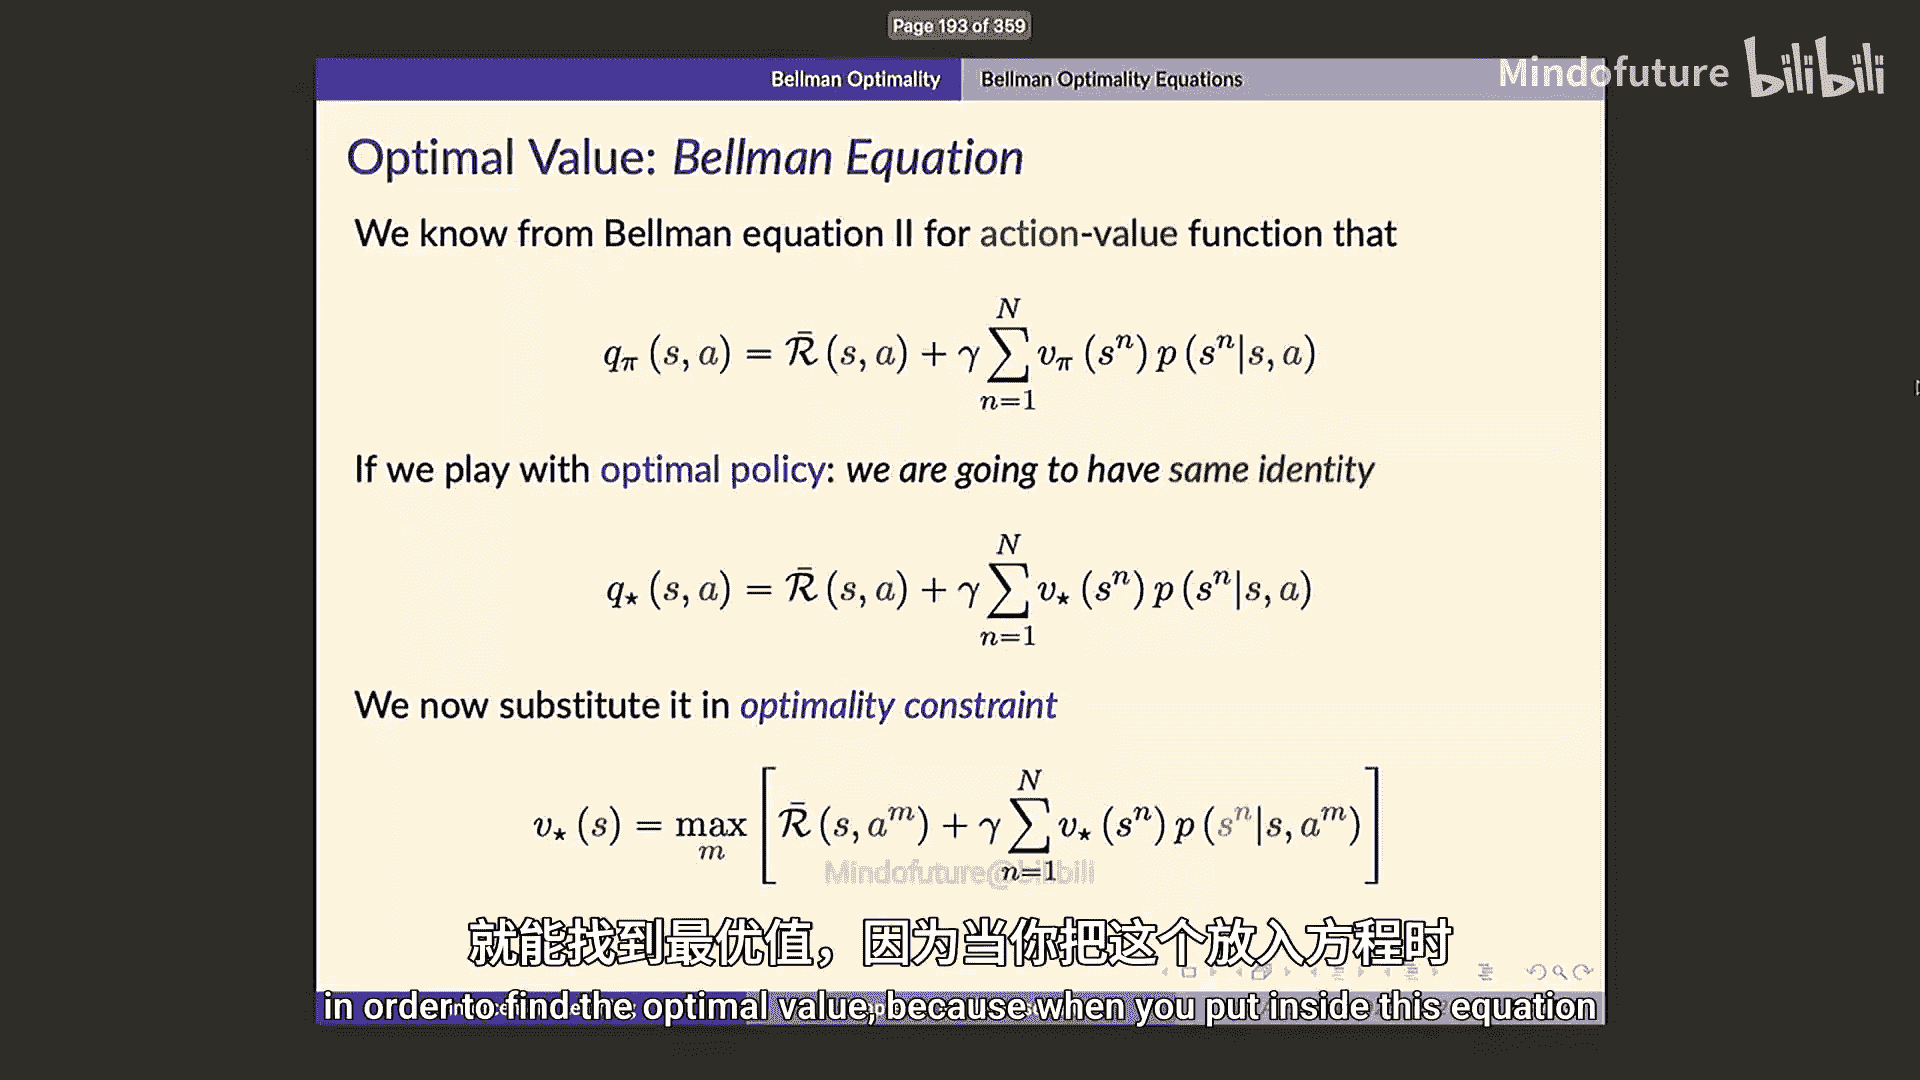 Page 193 of 359
Mindofuture bilibili
Bellman Optimality Bellman Optimality Equations
Optimal Value: Bellman Equation
We know from Bellman equation II for action-value function that
q_π (s, a) = R̄ (s, a) + γ ∑_{n=1}^{N} v_π (s^n) p (s^n|s, a)
If we play with optimal policy: we are going to have same identity
q_⋆ (s, a) = R̄ (s, a) + γ ∑_{n=1}^{N} v_⋆ (s^n) p (s^n|s, a)
We now substitute it in optimality constraint
v_⋆ (s) = max_m [ R̄ (s, a^m) + γ ∑_{n=1}^{N} v_⋆ (s^n) p (s^n|s, a^m) ]
Mindofuture@bilibili
就能找到最优值，因为当你把这个放入方程时
in order to find the optimal value, because when you put inside this equation